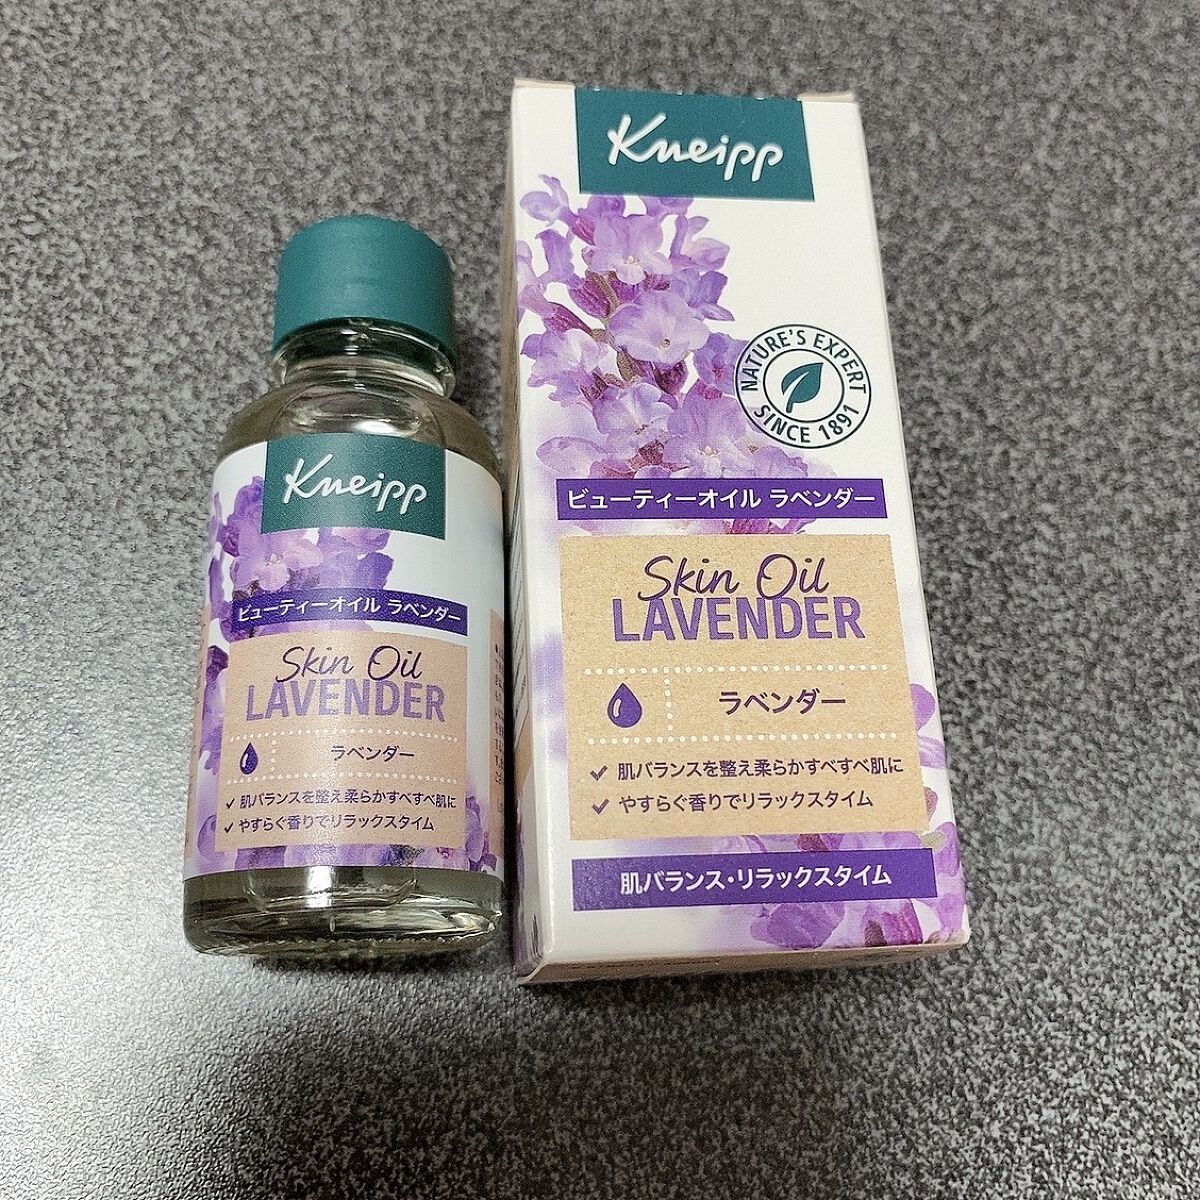 Kneipp
ビューティーオイル ラベンダー
Skin Oil
LAVENDER
ラベンダー
肌バランスを整え柔らかすべすべ肌に
やすらぐ香りでリラックスタイム
Kneipp
NATURE'S EXPERT
SINCE 1891
ビューティーオイル ラベンダー
Skin Oil
LAVENDER
ラベンダー
肌バランスを整え柔らかすべすべ肌に
やすらぐ香りでリラックスタイム
肌バランス・リラックスタイム